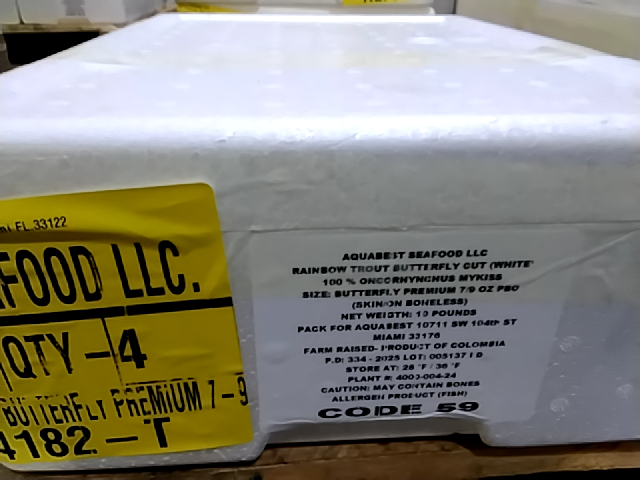 FL 33122
FOOD LLC.
QTY - 4
BUTTERFLY PREMIUM 7 - 9
4182 - T
AQUABEST SEAFOOD LLC
RAINBOW TROUT BUTTERFLY CUT (WHITE)
100 % ONCORHYNCHUS MYKISS
SIZE: BUTTERFLY PREMIUM 7/9 OZ PBO
(SKIN-ON BONELESS)
NET WEIGTH: 10 POUNDS
PACK FOR AQUABEST 10711 SW 104th ST
MIAMI 33176
FARM RAISED- PRODUCT OF COLOMBIA
P.D: 334 - 2025 LOT: 005137 I D
STORE AT: 28 °F / 38 °F
PLANT #: 4003-004-24
CAUTION: MAY CONTAIN BONES
ALLERGEN PRODUCT (FISH)
CODE 59